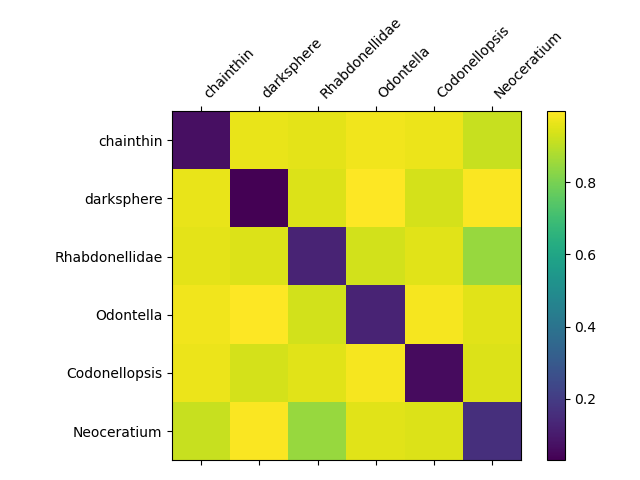 chainthin
darksphere
Rhabdonellidae
Odontella
Codonellopsis
Neoceratium
chainthin
darksphere
Rhabdonellidae
Odontella
Codonellopsis
Neoceratium
0.8
0.6
0.4
0.2